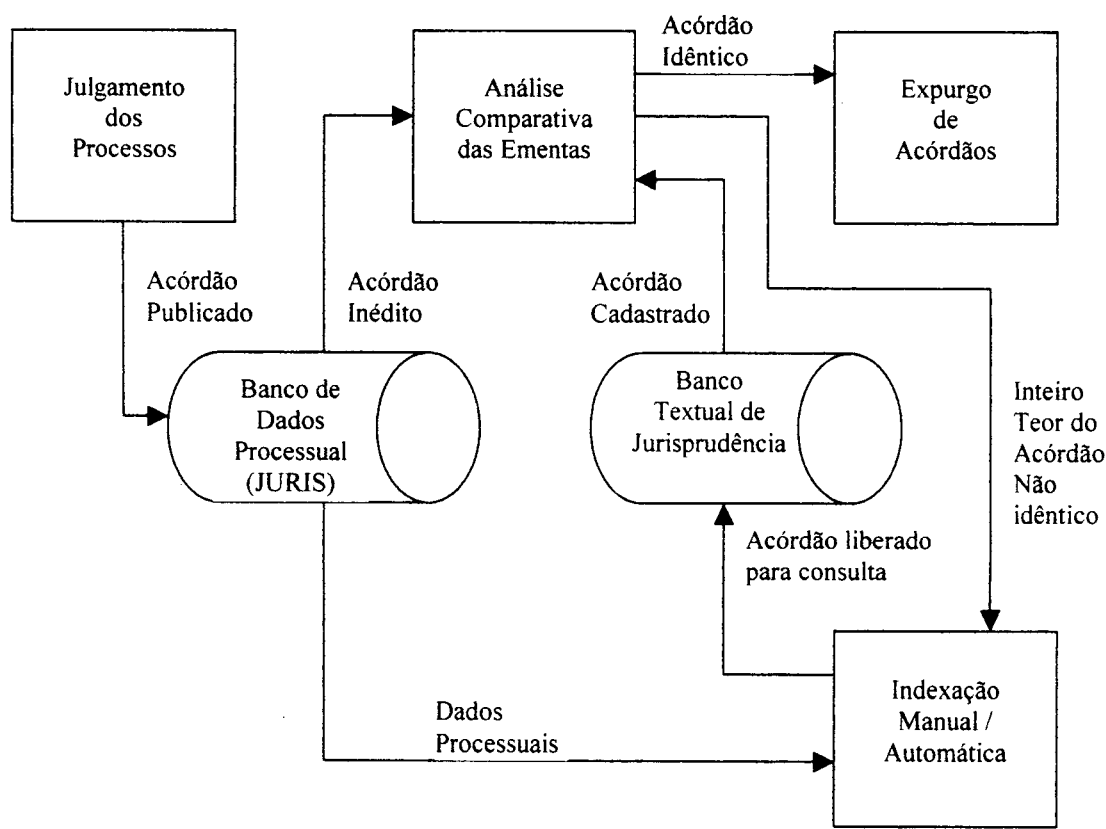 Julgamento
dos
Processos
Análise
Comparativa
das Ementas
Acórdão
Idêntico
Expurgo
de
Acórdãos
Acórdão
Publicado
Acórdão
Inédito
Acórdão
Cadastrado
Banco de
Dados
Processual
(JURIS)
Banco
Textual de
Jurisprudência
Inteiro
Teor do
Acórdão
Não
idêntico
Acórdão liberado
para consulta
Dados
Processuais
Indexação
Manual /
Automática